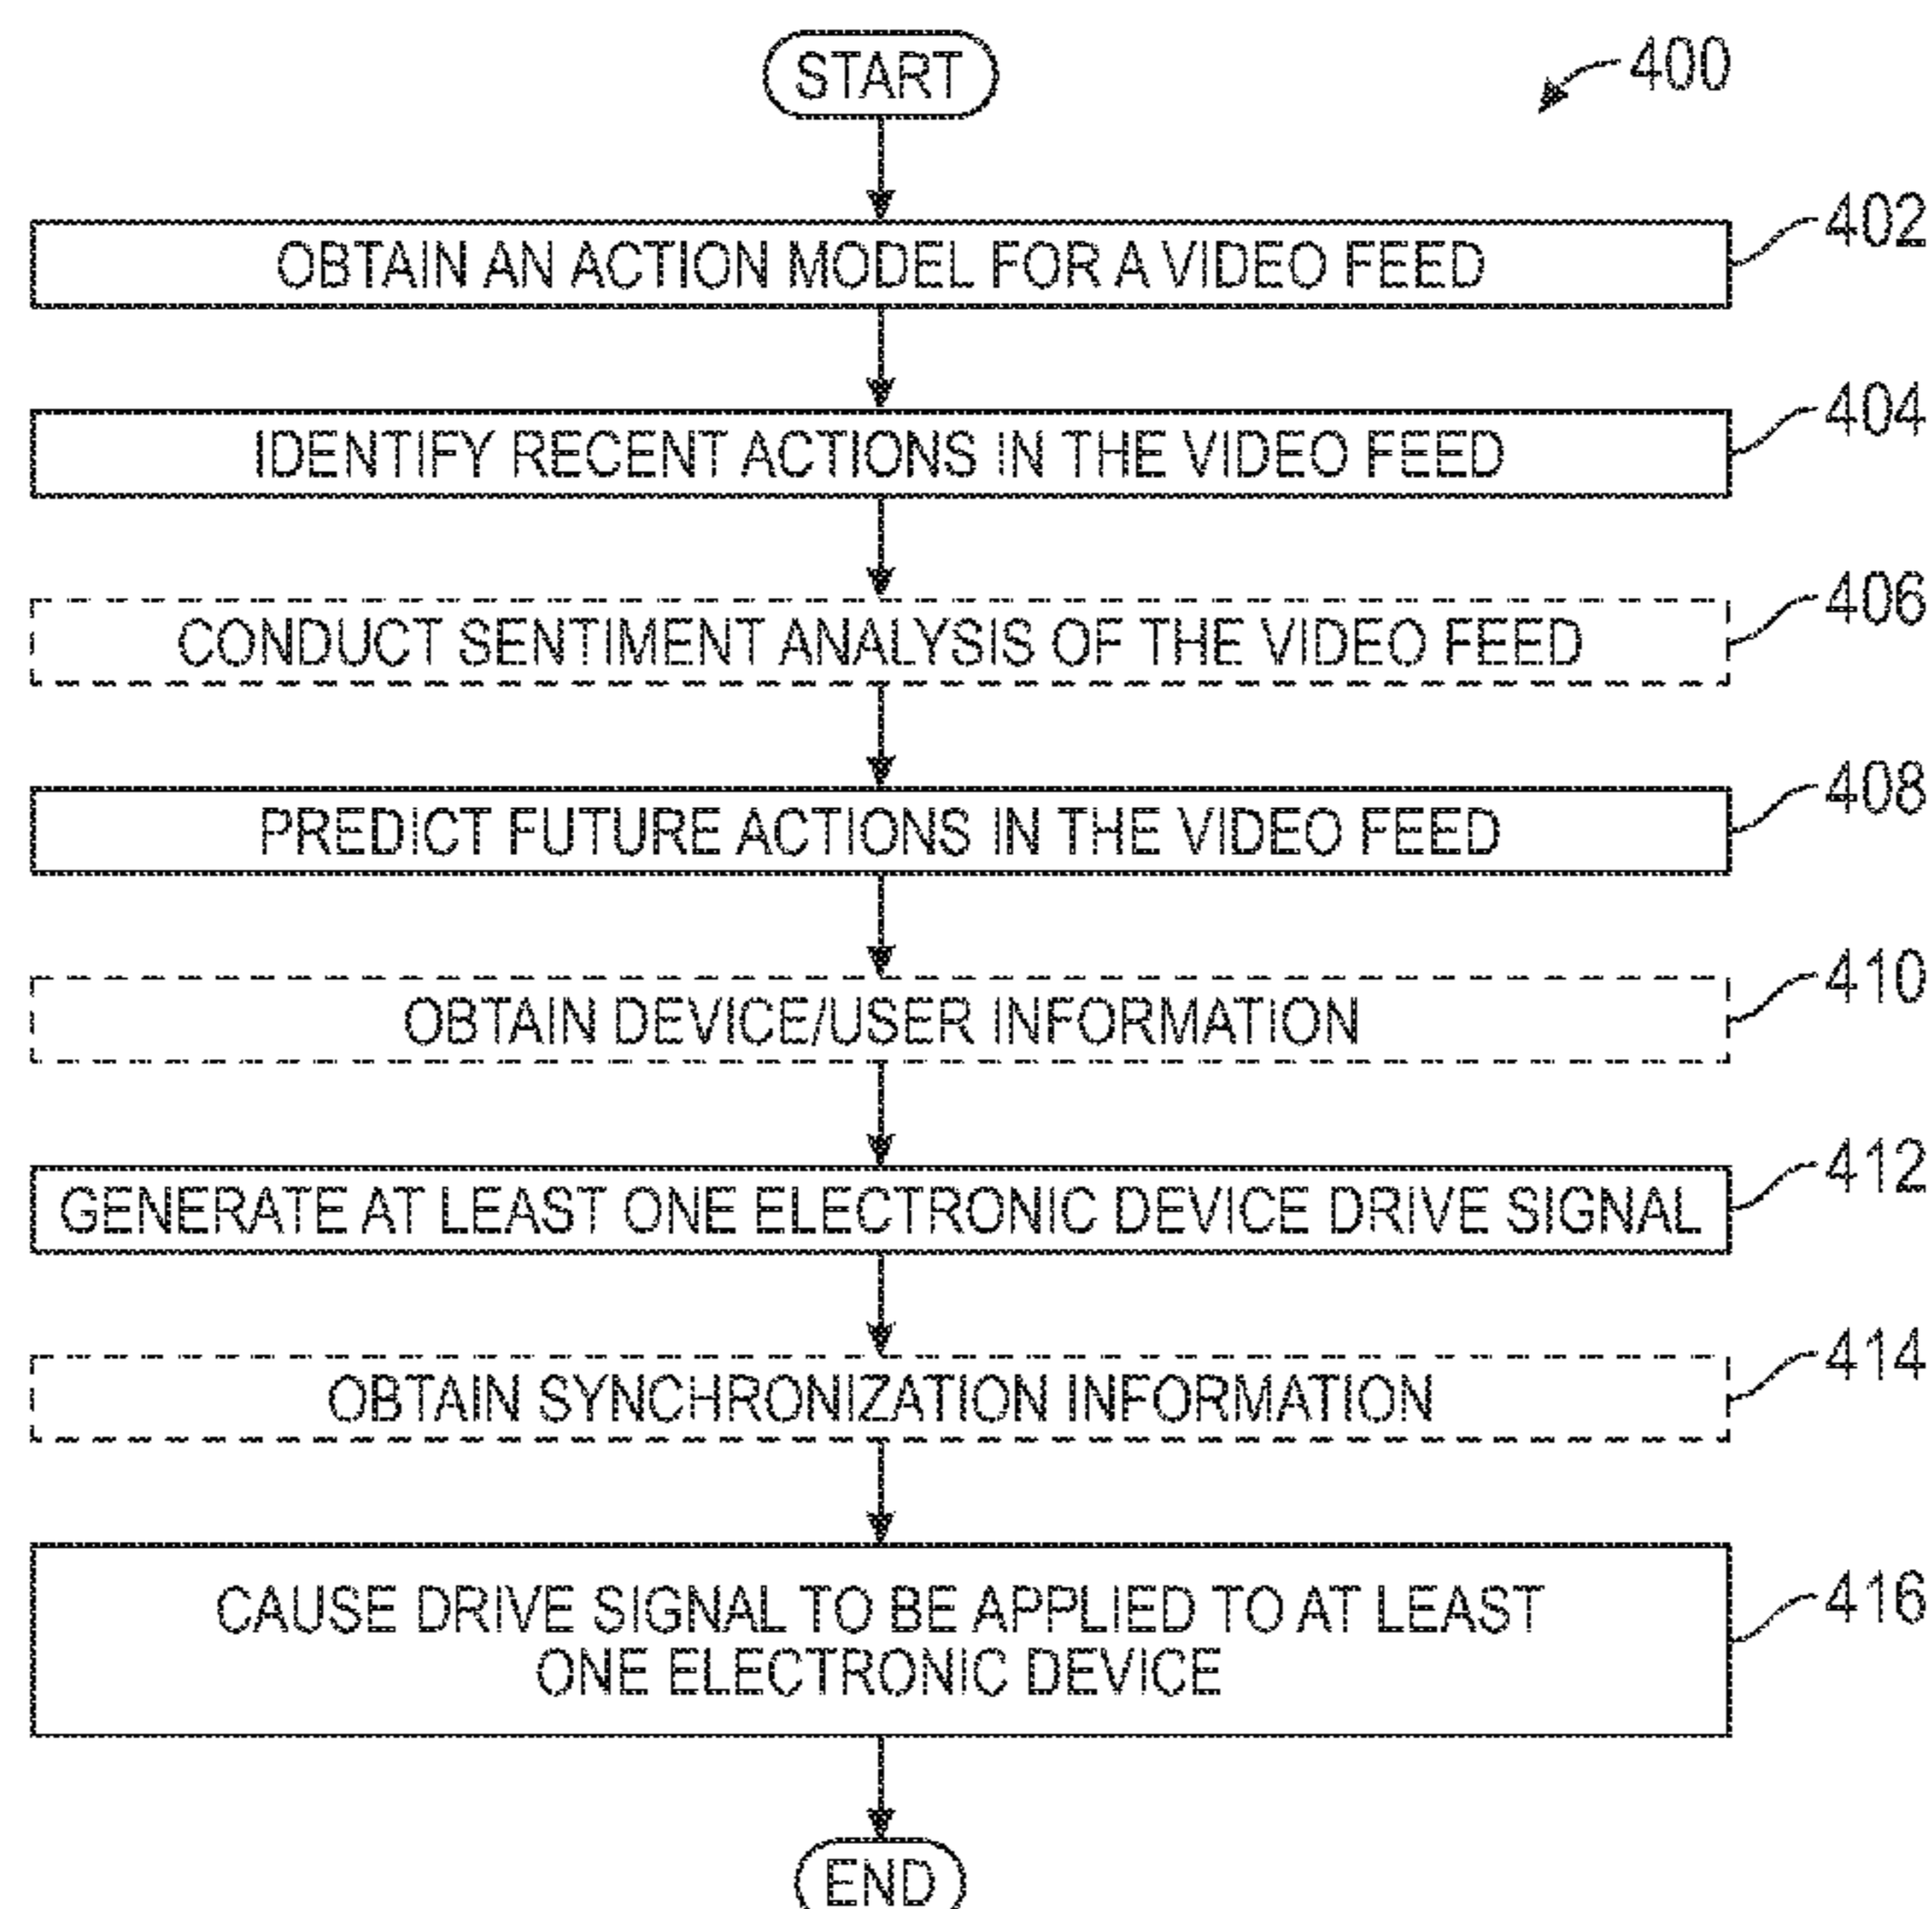 START
400
OBTAIN AN ACTION MODEL FOR A VIDEO FEED
402
IDENTIFY RECENT ACTIONS IN THE VIDEO FEED
404
CONDUCT SENTIMENT ANALYSIS OF THE VIDEO FEED
406
PREDICT FUTURE ACTIONS IN THE VIDEO FEED
408
OBTAIN DEVICE/USER INFORMATION
410
GENERATE AT LEAST ONE ELECTRONIC DEVICE DRIVE SIGNAL
412
OBTAIN SYNCHRONIZATION INFORMATION
414
CAUSE DRIVE SIGNAL TO BE APPLIED TO AT LEAST
ONE ELECTRONIC DEVICE
416
END